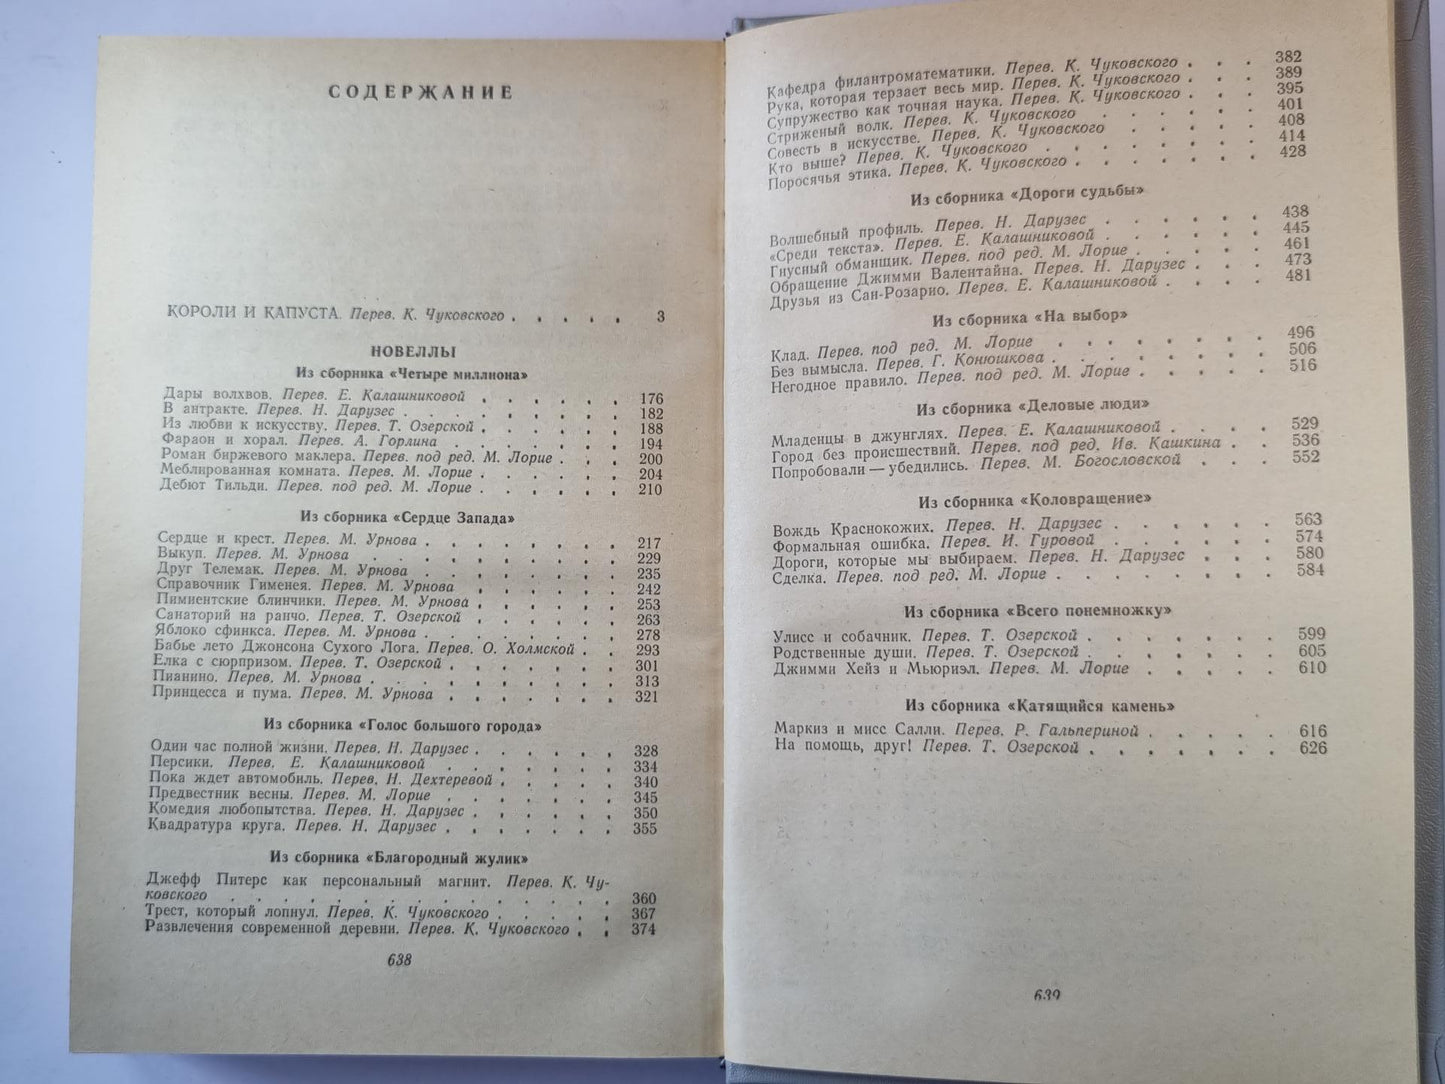 СОДЕРЖАНИЕ
КОРОЛИ И КАПУСТА. Перев. К. Чуковского . . . . . 3
НОВЕЛЛЫ
Из сборника «Четыре миллиона»
Дары волхвов. Перев. Е. Калашниковой . . . . . 176
В антракте. Перев. Н. Дарузес . . . . . . . 182
Из любви к искусству. Перев. Т. Озерской . . . . . 188
Фараон и хорал. Перев. А. Горлина . . . . . 194
Роман биржевого маклера. Перев. под ред. М. Лорие . . . 200
Меблированная комната. Перев. М. Лорие . . . . . 204
Дебют Тильди. Перев. под ред. М. Лорие . . . . . 210
Из сборника «Сердце Запада»
Сердце и крест. Перев. М. Урнова . . . . . . . 217
Выкуп. Перев. М. Урнова . . . . . . . . 229
Друг Телемак. Перев. М. Урнова . . . . . . . 235
Справочник Гименея. Перев. М. Урнова . . . . . . 242
Пимиентские блинчики. Перев. М. Урнова . . . . . . 253
Санаторий на ранчо. Перев. Т. Озерской . . . . . . 263
Яблоко сфинкса. Перев. М. Урнова . . . . . . . 278
Бабье лето Джонсона Сухого Лога. Перев. О. Холмской . . 293
Елка с сюрпризом. Перев. Т. Озерской . . . . . . 301
Пианино. Перев. М. Урнова . . . . . . . . . 313
Принцесса и пума. Перев. М. Урнова . . . . . . . 321
Из сборника «Голос большого города»
Один час полной жизни. Перев. Н. Дарузес . . . . . . 328
Персики. Перев. Е. Калашниковой . . . . . . . 334
Пока ждет автомобиль. Перев. Н. Дехтеревой . . . . . 340
Предвестник весны. Перев. М. Лорие . . . . . . . 345
Комедия любопытства. Перев. Н. Дарузес . . . . . . 350
Квадратура круга. Перев. Н. Дарузес . . . . . . . 355
Из сборника «Благородный жулик»
Джефф Питерс как персональный магнит. Перев. К. Чу-
ковского . . . . . . . . . . . . . 360
Трест, который лопнул. Перев. К. Чуковского . . . . . 367
Развлечения современной деревни. Перев. К. Чуковского . . 374
638
Кафедра филантроматематики. Перев. К. Чуковского . . . 382
Рука, которая терзает весь мир. Перев. К. Чуковского . . . 389
Супружество как точная наука. Перев. К. Чуковского . . . 395
Стриженый волк. Перев. К. Чуковского . . . . . . 401
Совесть в искусстве. Перев. К. Чуковского . . . . . 408
Кто выше? Перев. К. Чуковского . . . . . . . . 414
Поросячья этика. Перев. К. Чуковского . . . . . . . 428
Из сборника «Дороги судьбы»
Волшебный профиль. Перев. Н. Дарузес . . . . . . 438
«Среди текста». Перев. Е. Калашниковой . . . . . . 445
Гнусный обманщик. Перев. под ред. М. Лорие . . . . . 461
Обращение Джимми Валентайна. Перев. Н. Дарузес . . . 473
Друзья из Сан-Розарио. Перев. Е. Калашниковой . . . . 481
Из сборника «На выбор»
Клад. Перев. под ред. М. Лорие . . . . . . . 496
Без вымысла. Перев. Г. Конюшкова . . . . . . . 506
Негодное правило. Перев. под ред. М. Лорие . . . . . 516
Из сборника «Деловые люди»
Младенцы в джунглях. Перев. Е. Калашниковой . . . . 529
Город без происшествий. Перев. под ред. Ив. Кашкина . . 536
Попробовали — убедились. Перев. М. Богословской . . . 552
Из сборника «Коловращение»
Вождь Краснокожих. Перев. Н. Дарузес . . . . . . 563
Формальная ошибка. Перев. И. Гуровой . . . . . . 574
Дороги, которые мы выбираем. Перев. Н. Дарузес . . . 580
Сделка. Перев. под ред. М. Лорие . . . . . . . . 584
Из сборника «Всего понемножку»
Улисс и собачник. Перев. Т. Озерской . . . . . . . 599
Родственные души. Перев. Т. Озерской . . . . . . . 605
Джимми Хейз и Мьюриэл. Перев. М. Лорие . . . . . 610
Из сборника «Катящийся камень»
Маркиз и мисс Салли. Перев. Р. Гальпериной . . . . . 616
На помощь, друг! Перев. Т. Озерской . . . . . . . 626
639